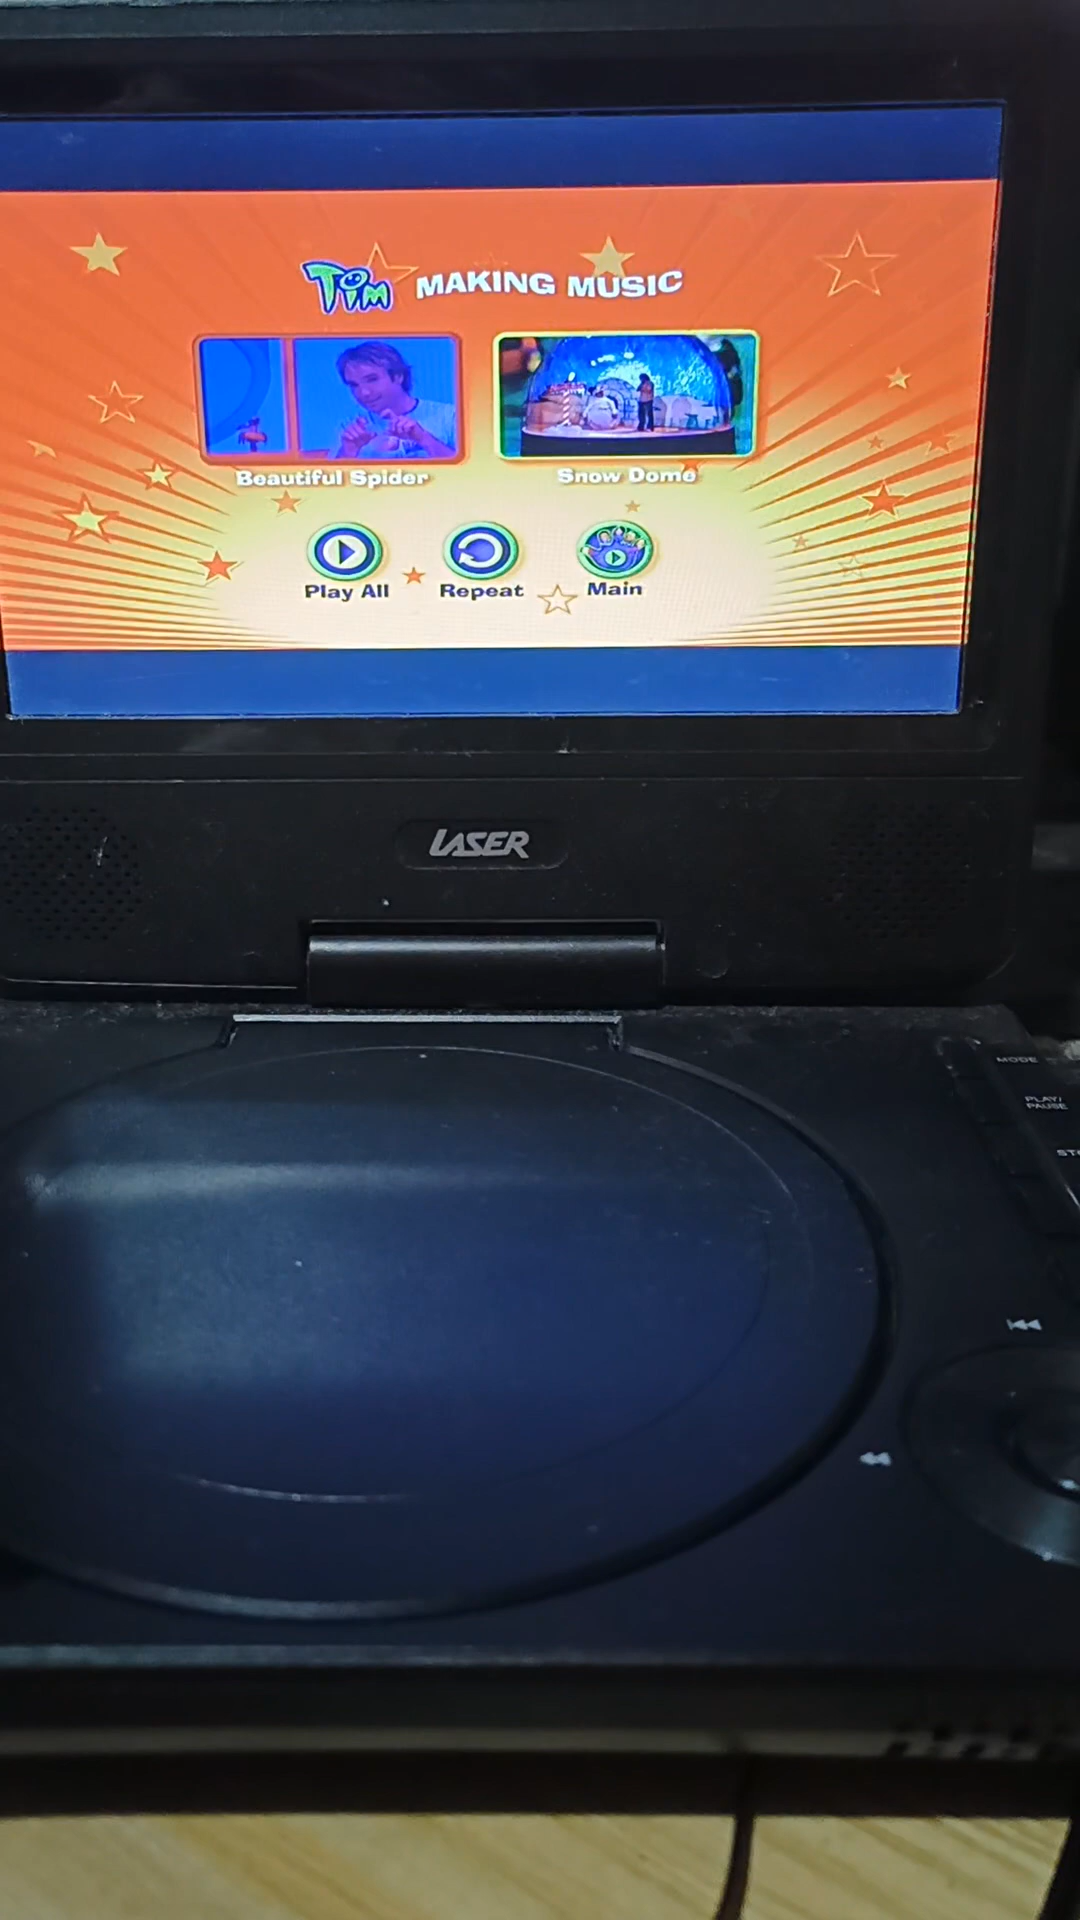 Tim MAKING MUSIC
Beautiful Spider
Snow Dome
Play All
Repeat
Main
LASER
MODE
PLAY/
PAUSE